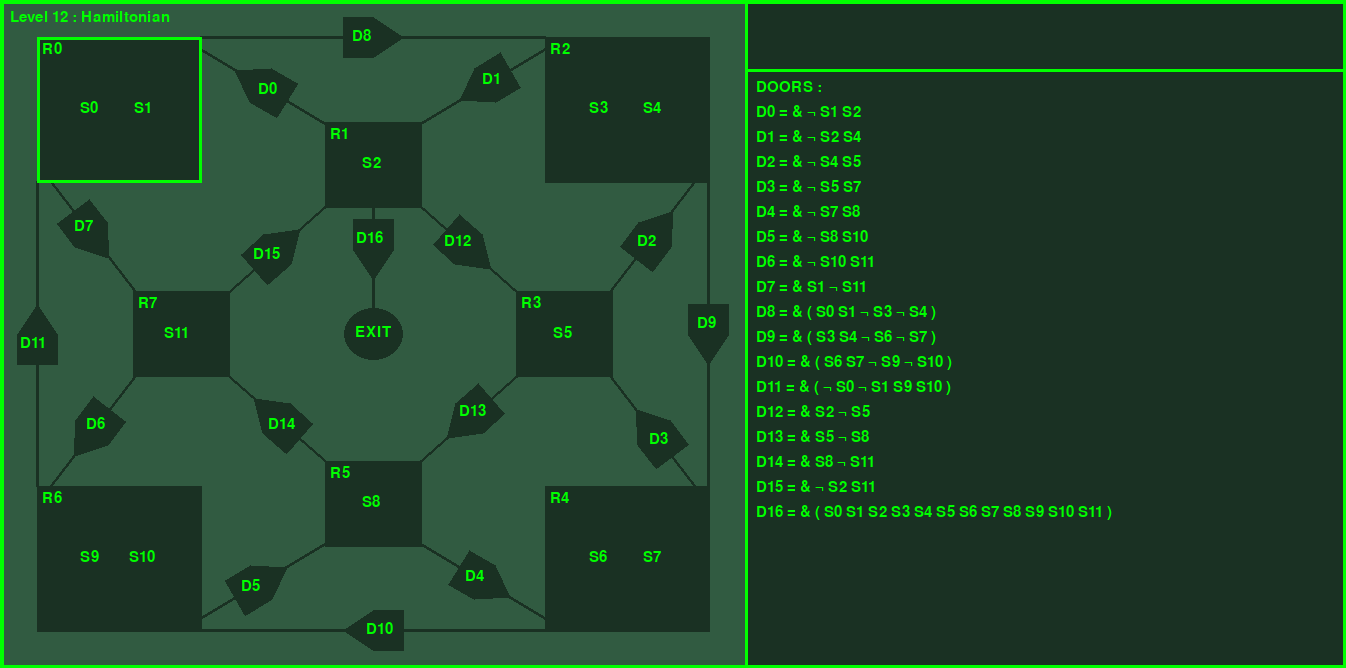 Level 12 : Hamiltonian
D8
R0
S0 S1
D0
D1
R2
S3 S4
R1
S2
D7
D15
D16
D12
D2
R7
S11
EXIT
R3
S5
D11
D9
D6
D14
D13
D3
R5
S8
R6
S9 S10
R4
S6 S7
D5
D4
D10
DOORS :
D0 = & ¬ S1 S2
D1 = & ¬ S2 S4
D2 = & ¬ S4 S5
D3 = & ¬ S5 S7
D4 = & ¬ S7 S8
D5 = & ¬ S8 S10
D6 = & ¬ S10 S11
D7 = & S1 ¬ S11
D8 = & ( S0 S1 ¬ S3 ¬ S4 )
D9 = & ( S3 S4 ¬ S6 ¬ S7 )
D10 = & ( S6 S7 ¬ S9 ¬ S10 )
D11 = & ( ¬ S0 ¬ S1 S9 S10 )
D12 = & S2 ¬ S5
D13 = & S5 ¬ S8
D14 = & S8 ¬ S11
D15 = & ¬ S2 S11
D16 = & ( S0 S1 S2 S3 S4 S5 S6 S7 S8 S9 S10 S11 )